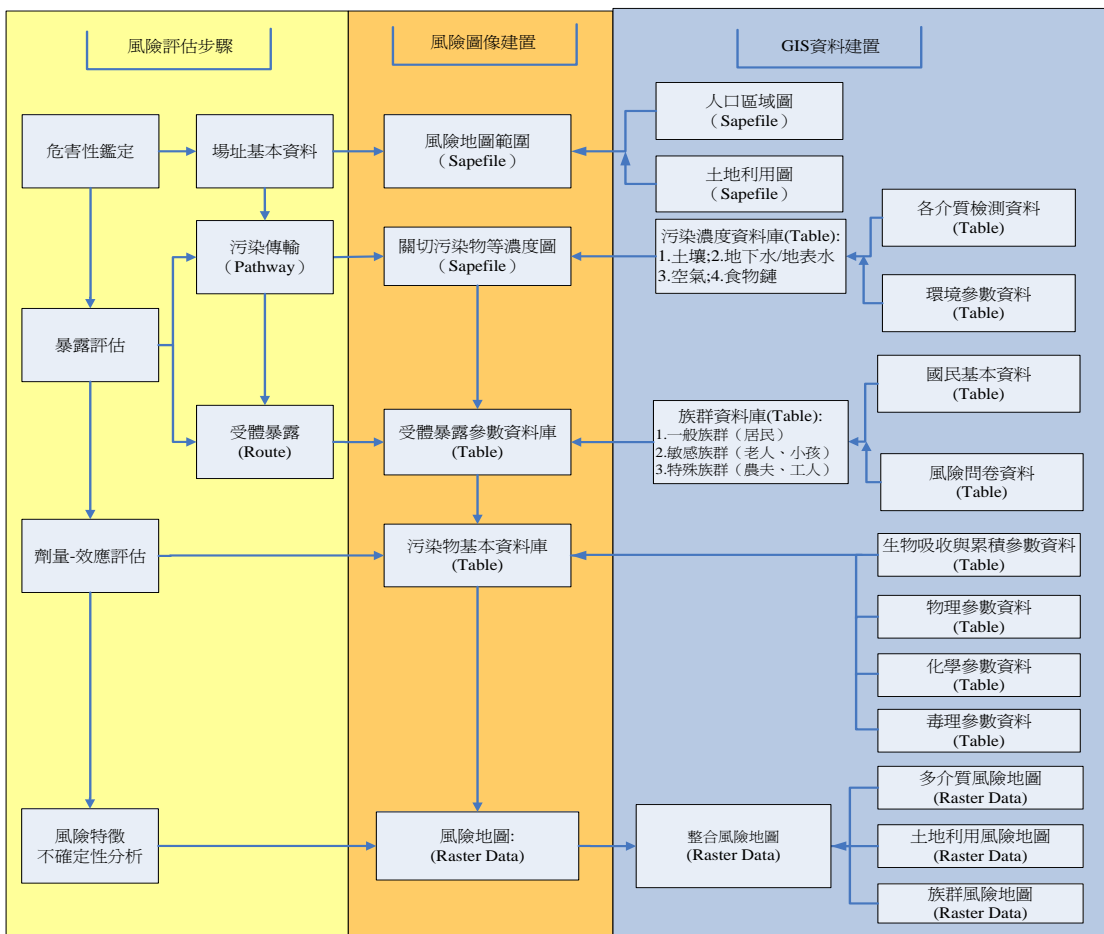 風險評估步驟
風險圖像建置
GIS資料建置
危害性鑑定
場址基本資料
風險地圖範圍
（Sapefile）
人口區域圖
（Sapefile）
土地利用圖
（Sapefile）
污染傳輸
（Pathway）
關切污染物等濃度圖
（Sapefile）
污染濃度資料庫(Table):
1.土壤;2.地下水/地表水
3.空氣;4.食物鏈
各介質檢測資料
(Table)
環境參數資料
(Table)
暴露評估
受體暴露
(Route)
受體暴露參數資料庫
(Table)
族群資料庫(Table):
1.一般族群（居民）
2.敏感族群（老人、小孩）
3.特殊族群（農夫、工人）
國民基本資料
(Table)
風險問卷資料
(Table)
劑量-效應評估
污染物基本資料庫
(Table)
生物吸收與累積參數資料
(Table)
物理參數資料
(Table)
化學參數資料
(Table)
毒理參數資料
(Table)
風險特徵
不確定性分析
風險地圖:
(Raster Data)
整合風險地圖
(Raster Data)
多介質風險地圖
(Raster Data)
土地利用風險地圖
(Raster Data)
族群風險地圖
(Raster Data)